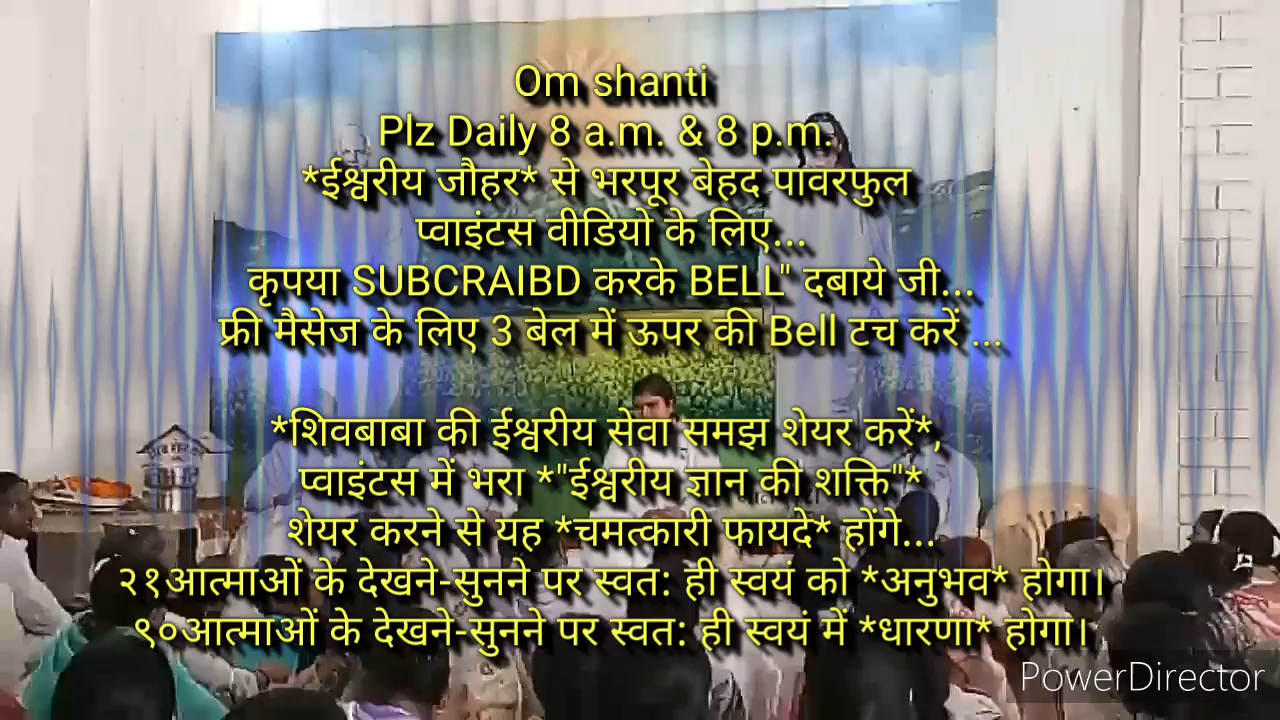 Om shanti
Plz Daily 8 a.m. & 8 p.m.
*ईश्वरीय जौहर* से भरपूर बेहद पावरफुल
प्वाइंटस वीडियो के लिए...
कृपया SUBCRAIBD करके BELL" दबाये जी...
फ्री मैसेज के लिए 3 बेल में ऊपर की Bell टच करें ...
*शिवबाबा की ईश्वरीय सेवा समझ शेयर करें*,
प्वाइंटस में भरा *"ईश्वरीय ज्ञान की शक्ति"*
शेयर करने से यह *चमत्कारी फायदे* होंगे...
२१आत्माओं के देखने-सुनने पर स्वत: ही स्वयं को *अनुभव* होगा।
९०आत्माओं के देखने-सुनने पर स्वत: ही स्वयं में *धारणा* होगा।
PowerDirector